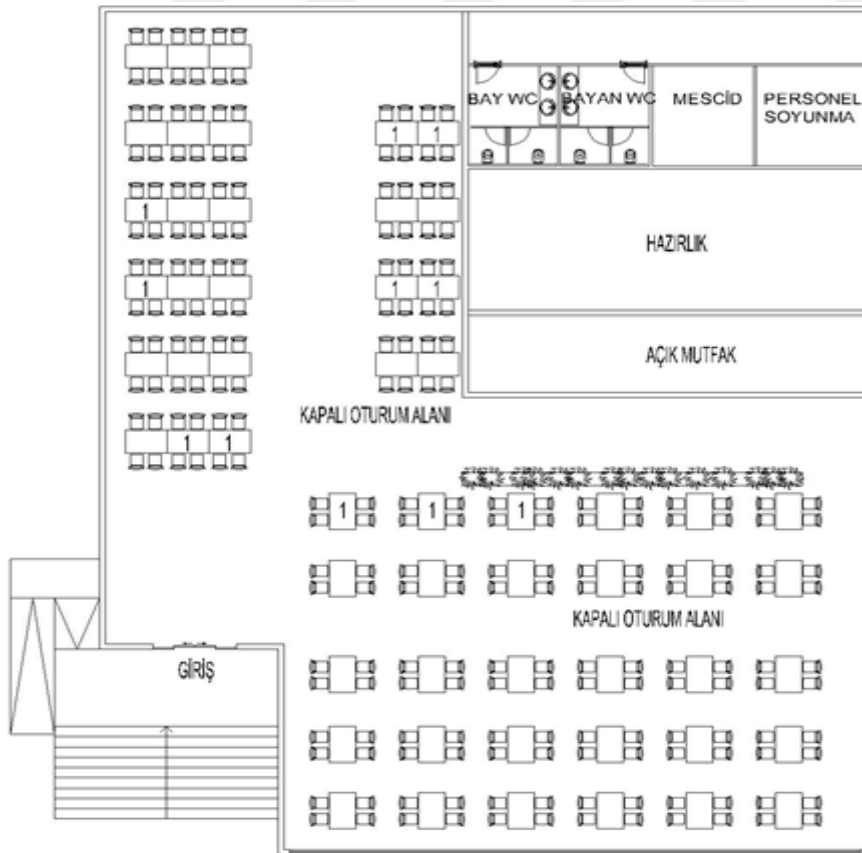 BAY WC
BAYAN WC
MESCİD
PERSONEL
SOYUNMA
1 1
1
HAZIRLIK
1
1 1
AÇIK MUTFAK
KAPALI OTURUM ALANI
1 1
1 1 1
KAPALI OTURUM ALANI
GİRİŞ